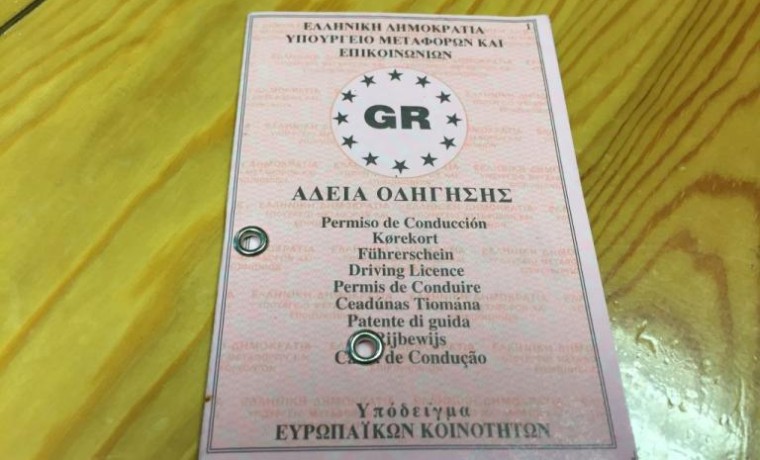 1
ΕΛΛΗΝΙΚΗ ΔΗΜΟΚΡΑΤΙΑ
ΥΠΟΥΡΓΕΙΟ ΜΕΤΑΦΟΡΩΝ ΚΑΙ
ΕΠΙΚΟΙΝΩΝΙΩΝ
GR
ΑΔΕΙΑ ΟΔΗΓΗΣΗΣ
Permiso de Conducción
Kørekort
Führerschein
Driving Licence
Permis de Conduire
Ceadúnas Tiomána
Patente di guida
Rijbewijs
de Condução
Υπόδειγμα
ΕΥΡΩΠΑΪΚΩΝ ΚΟΙΝΟΤΗΤΩΝ